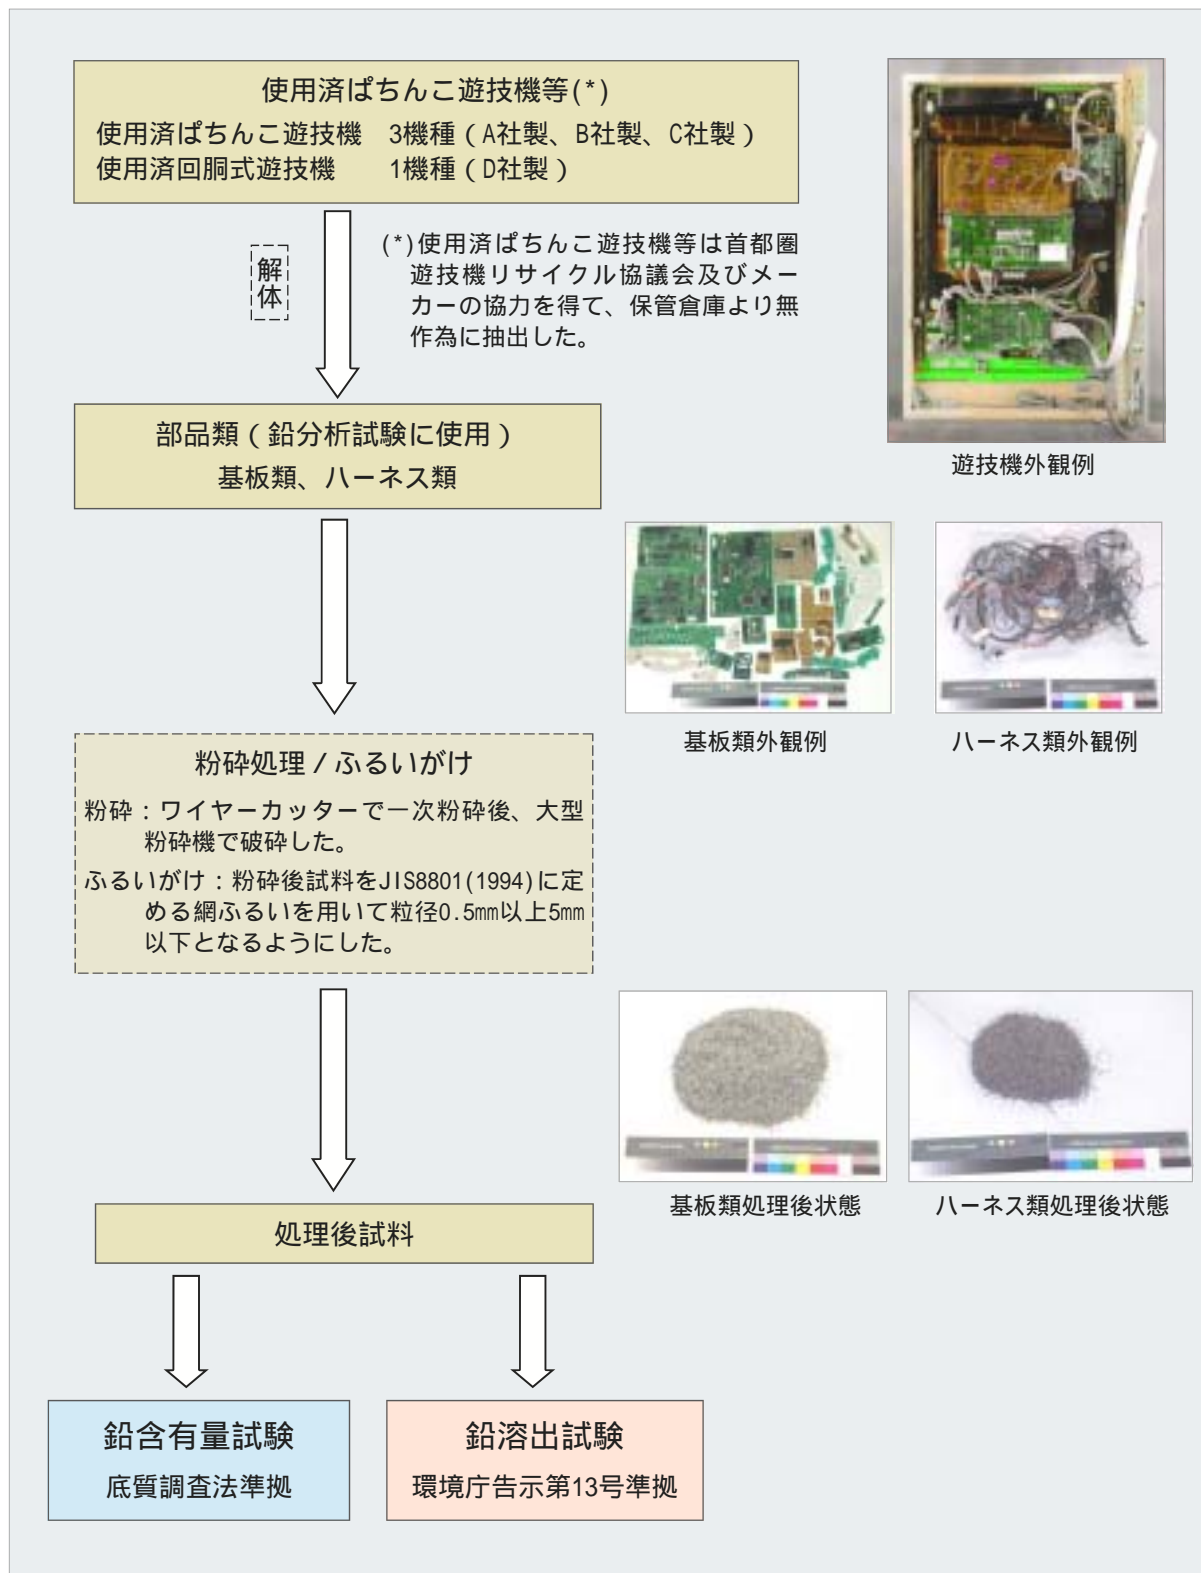 使用済ぱちんこ遊技機等(*)
使用済ぱちんこ遊技機　3機種（A社製、B社製、C社製）
使用済回胴式遊技機　　1機種（D社製）
解体
(*)使用済ぱちんこ遊技機等は首都圏
遊技機リサイクル協議会及びメー
カーの協力を得て、保管倉庫より無
作為に抽出した。
遊技機外観例
部品類（鉛分析試験に使用）
基板類、ハーネス類
基板類外観例
ハーネス類外観例
粉砕処理／ふるいがけ
粉砕：ワイヤーカッターで一次粉砕後、大型
粉砕機で破砕した。
ふるいがけ：粉砕後試料をJIS8801(1994)に定
める網ふるいを用いて粒径0.5mm以上5mm
以下となるようにした。
基板類処理後状態
ハーネス類処理後状態
処理後試料
鉛含有量試験
底質調査法準拠
鉛溶出試験
環境庁告示第13号準拠